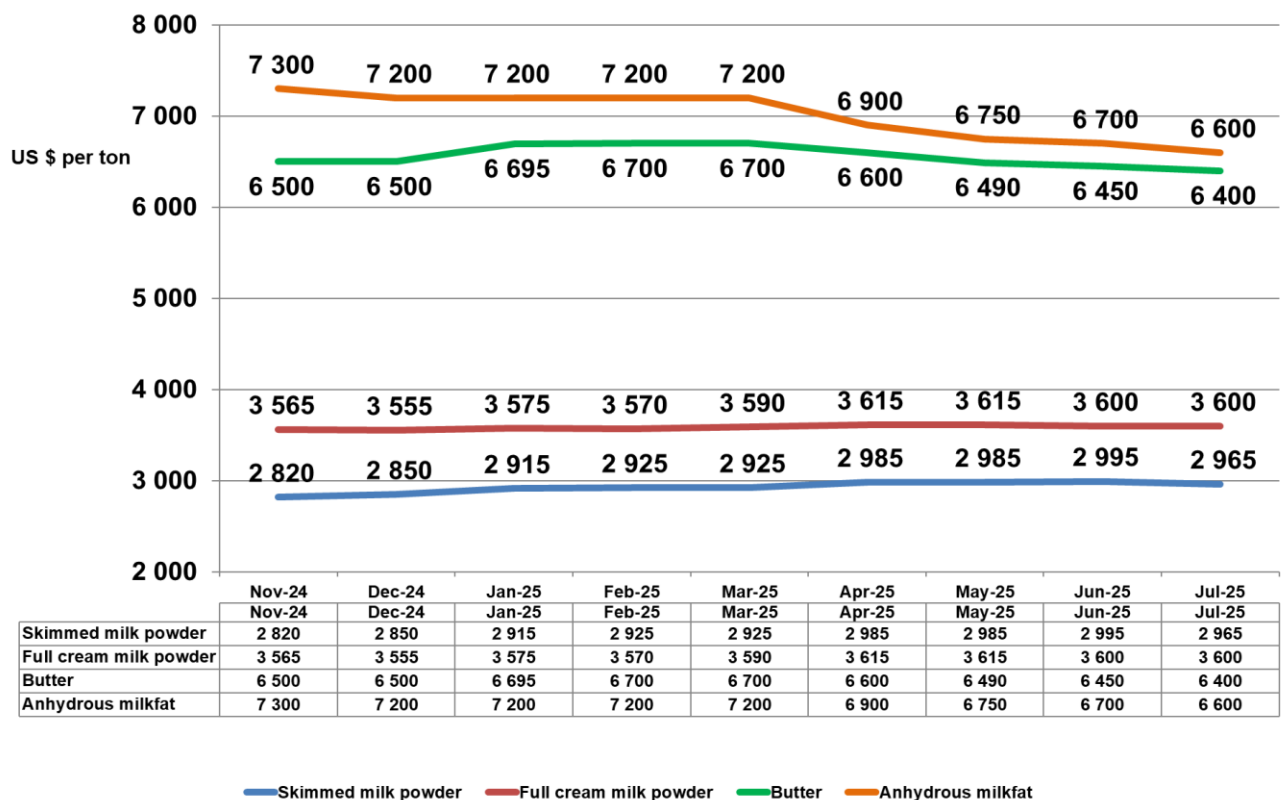 8 000
7 300 7 200 7 200 7 200 7 200 6 900 6 750 6 700 6 600
7 000
US $ per ton
6 500 6 500 6 695 6 700 6 700 6 600 6 490 6 450 6 400
6 000
5 000
4 000
3 565 3 555 3 575 3 570 3 590 3 615 3 615 3 600 3 600
2 820 2 850 2 915 2 925 2 925 2 985 2 985 2 995 2 965
3 000
2 000
Nov-24 Dec-24 Jan-25 Feb-25 Mar-25 Apr-25 May-25 Jun-25 Jul-25
Nov-24 Dec-24 Jan-25 Feb-25 Mar-25 Apr-25 May-25 Jun-25 Jul-25
Skimmed milk powder 2 820 2 850 2 915 2 925 2 925 2 985 2 985 2 995 2 965
Full cream milk powder 3 565 3 555 3 575 3 570 3 590 3 615 3 615 3 600 3 600
Butter 6 500 6 500 6 695 6 700 6 700 6 600 6 490 6 450 6 400
Anhydrous milkfat 7 300 7 200 7 200 7 200 7 200 6 900 6 750 6 700 6 600
Skimmed milk powder Full cream milk powder Butter Anhydrous milkfat